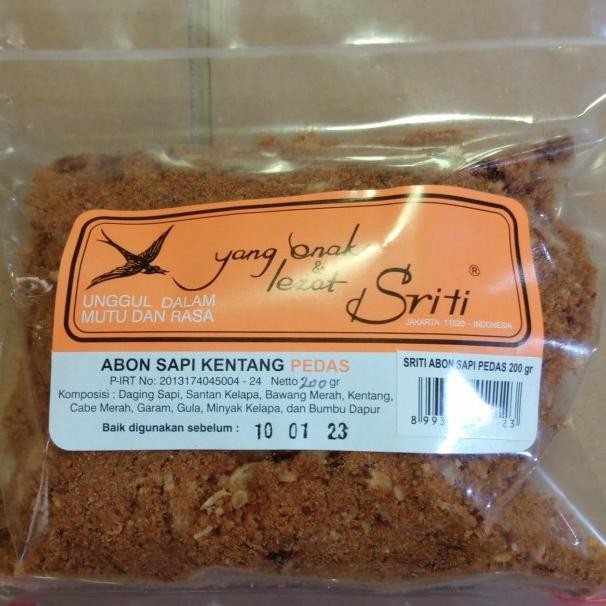 yang enak
& lezat
Sriti ®
UNGGUL DALAM
MUTU DAN RASA
JAKARTA 11520 - INDONESIA
ABON SAPI KENTANG PEDAS
P-IRT No: 2013174045004 - 24 Netto 200 gr
Komposisi : Daging Sapi, Santan Kelapa, Bawang Merah, Kentang,
Cabe Merah, Garam, Gula, Minyak Kelapa, dan Bumbu Dapur
Baik digunakan sebelum : 10 01 23
SRITI ABON SAPI PEDAS 200 gr